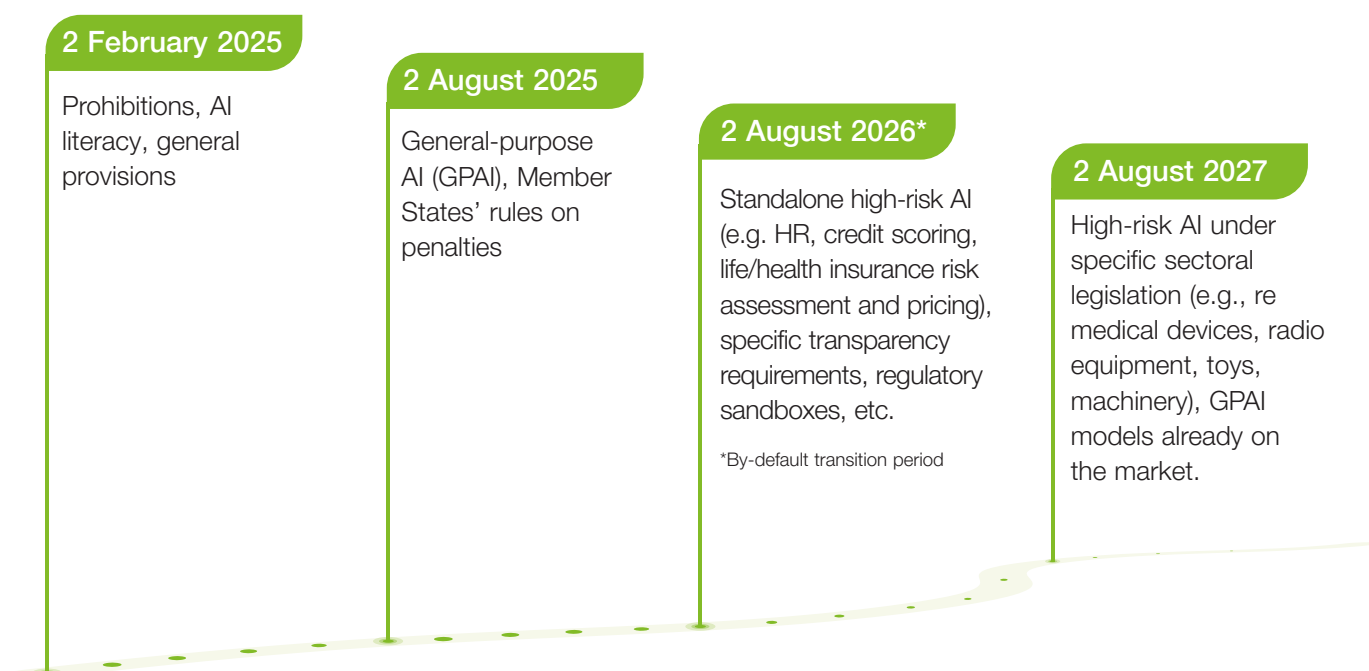 2 February 2025
Prohibitions, AI
literacy, general
provisions
2 August 2025
General-purpose
AI (GPAI), Member
States’ rules on
penalties
2 August 2026*
Standalone high-risk AI
(e.g. HR, credit scoring,
life/health insurance risk
assessment and pricing),
specific transparency
requirements, regulatory
sandboxes, etc.
*By-default transition period
2 August 2027
High-risk AI under
specific sectoral
legislation (e.g., re
medical devices, radio
equipment, toys,
machinery), GPAI
models already on
the market.